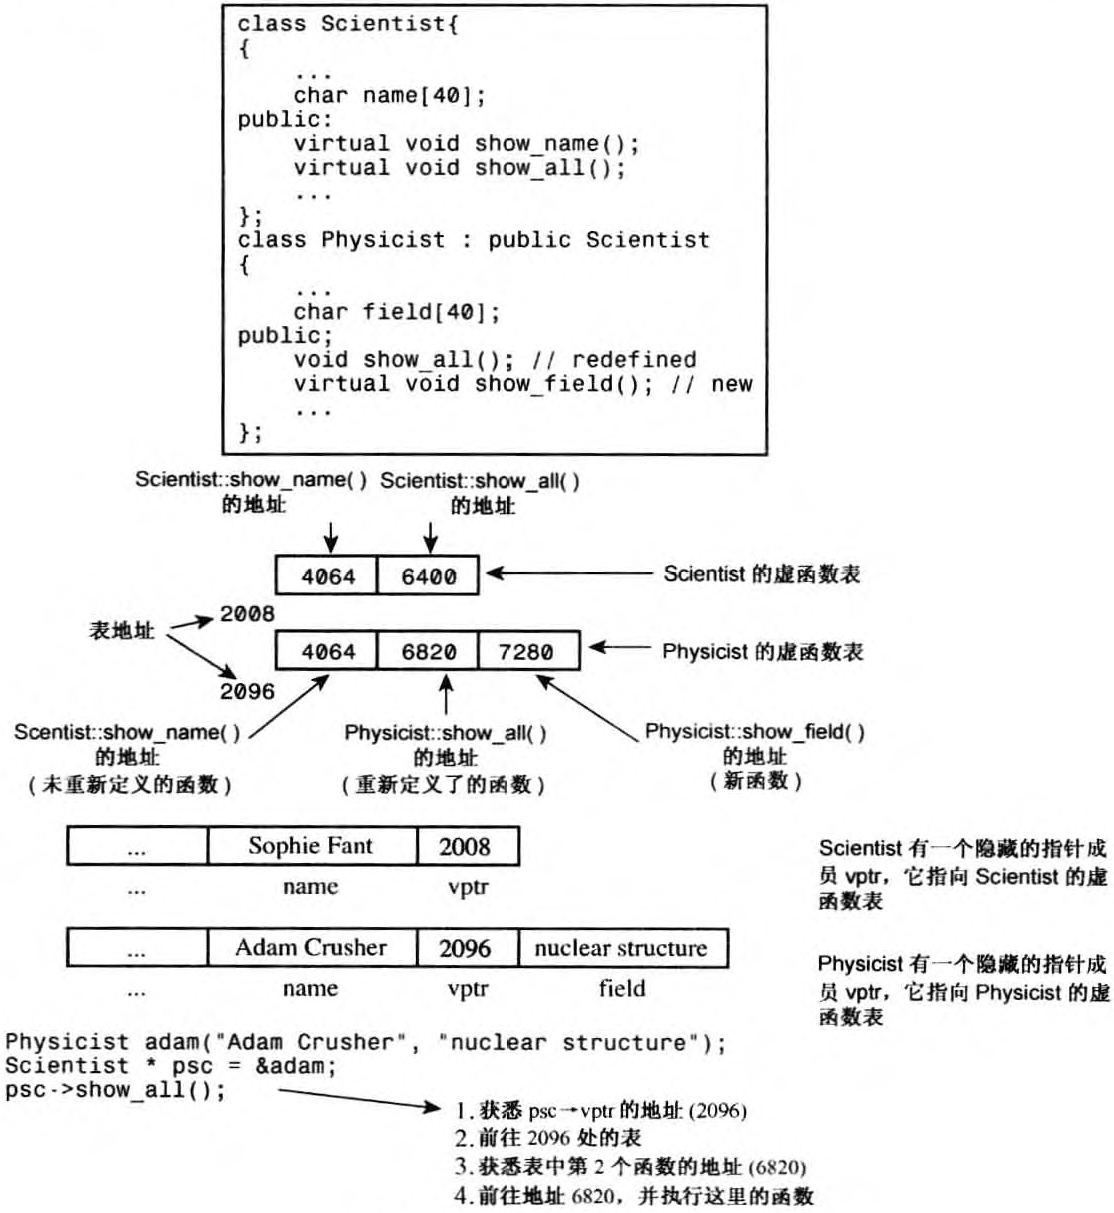 class Scientist{
{
...
char name[40];
public:
virtual void show_name();
virtual void show_all();
...
};
class Physicist : public Scientist
{
...
char field[40];
public;
void show_all(); // redefined
virtual void show_field(); // new
...
};
Scientist::show_name( ) Scientist::show_all( )
的地址 的地址
4064 6400 Scientist 的虚函数表
2008
表地址
4064 6820 7280 Physicist 的虚函数表
2096
Scentist::show_name( ) Physicist::show_all( ) Physicist::show_field( )
的地址 的地址 的地址
(未重新定义的函数) (重新定义了的函数) (新函数)
... Sophie Fant 2008
... name vptr
Scientist 有一个隐藏的指针成
员 vptr，它指向 Scientist 的虚
函数表
... Adam Crusher 2096 nuclear structure
... name vptr field
Physicist 有一个隐藏的指针成
员 vptr，它指向 Physicist 的虚
函数表
Physicist adam("Adam Crusher", "nuclear structure");
Scientist * psc = &adam;
psc->show_all();
1. 获悉 psc→vptr 的地址 (2096)
2. 前往 2096 处的表
3. 获悉表中第 2 个函数的地址 (6820)
4. 前往地址 6820，并执行这里的函数